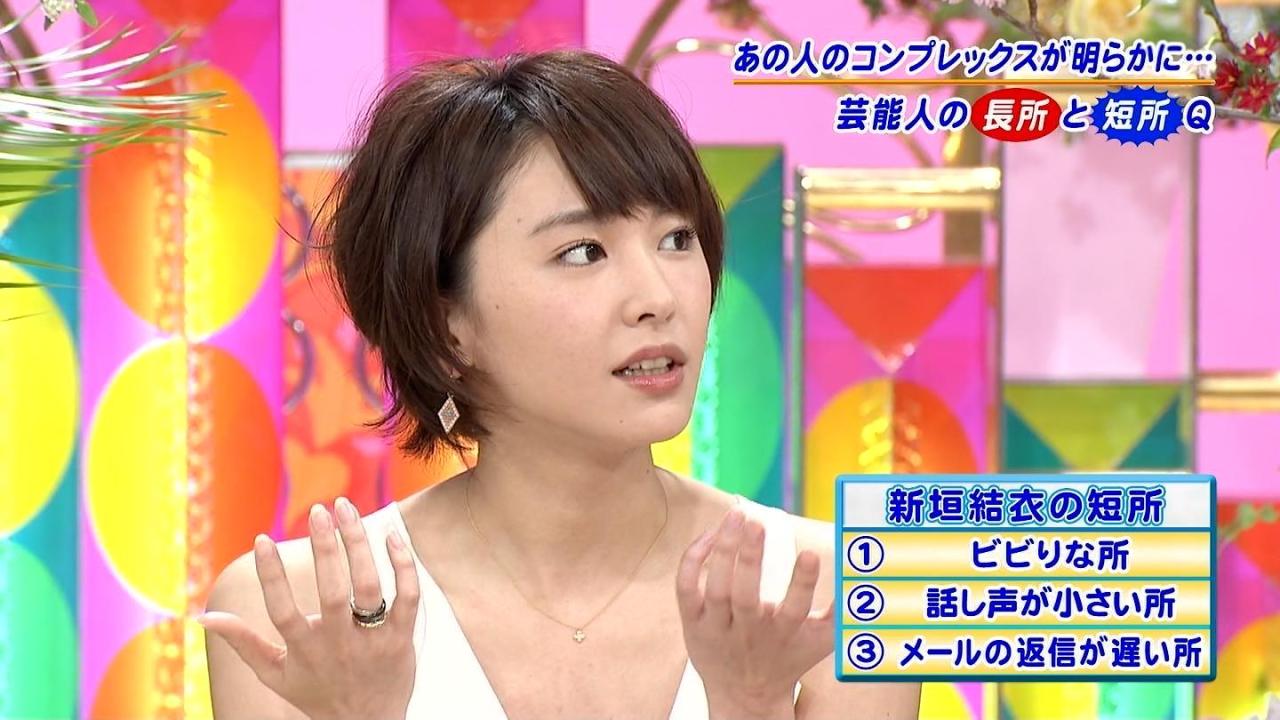 あの人のコンプレックスが明らかに…
芸能人の長所と短所Q
新垣結衣の短所
① ビビりな所
② 話し声が小さい所
③ メールの返信が遅い所